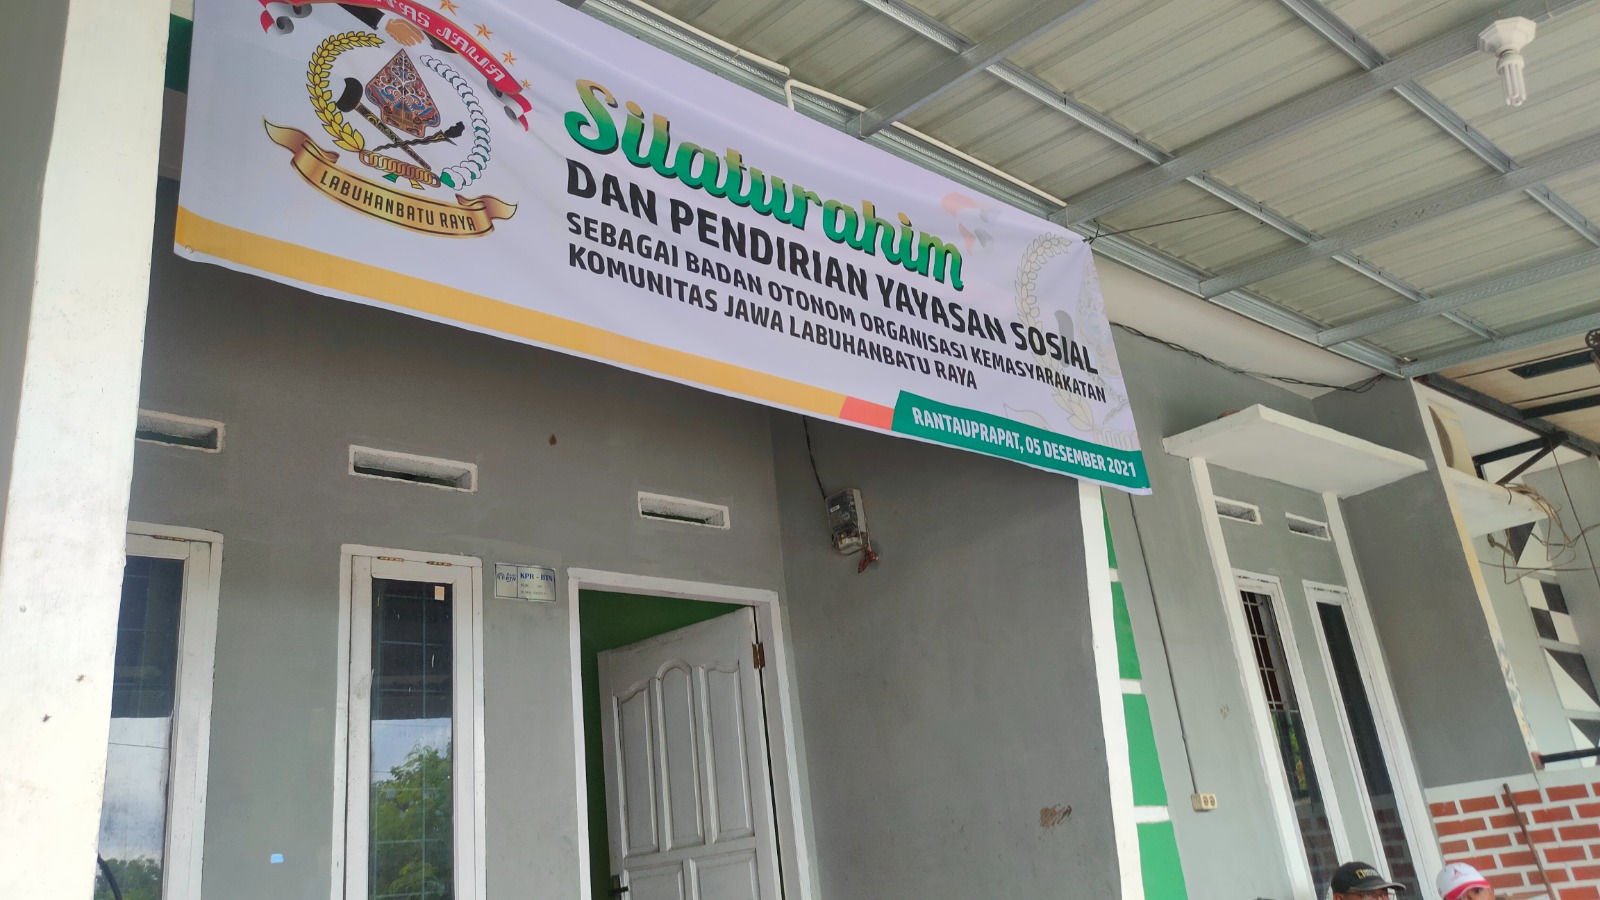 JAWA
LABUHANBATU RAYA
Silaturahim
DAN PENDIRIAN YAYASAN SOSIAL
SEBAGAI BADAN OTONOM ORGANISASI KEMASYARAKATAN
KOMUNITAS JAWA LABUHANBATU RAYA
RANTAUPRAPAT, 05 DESEMBER 2021
KPR - BTN